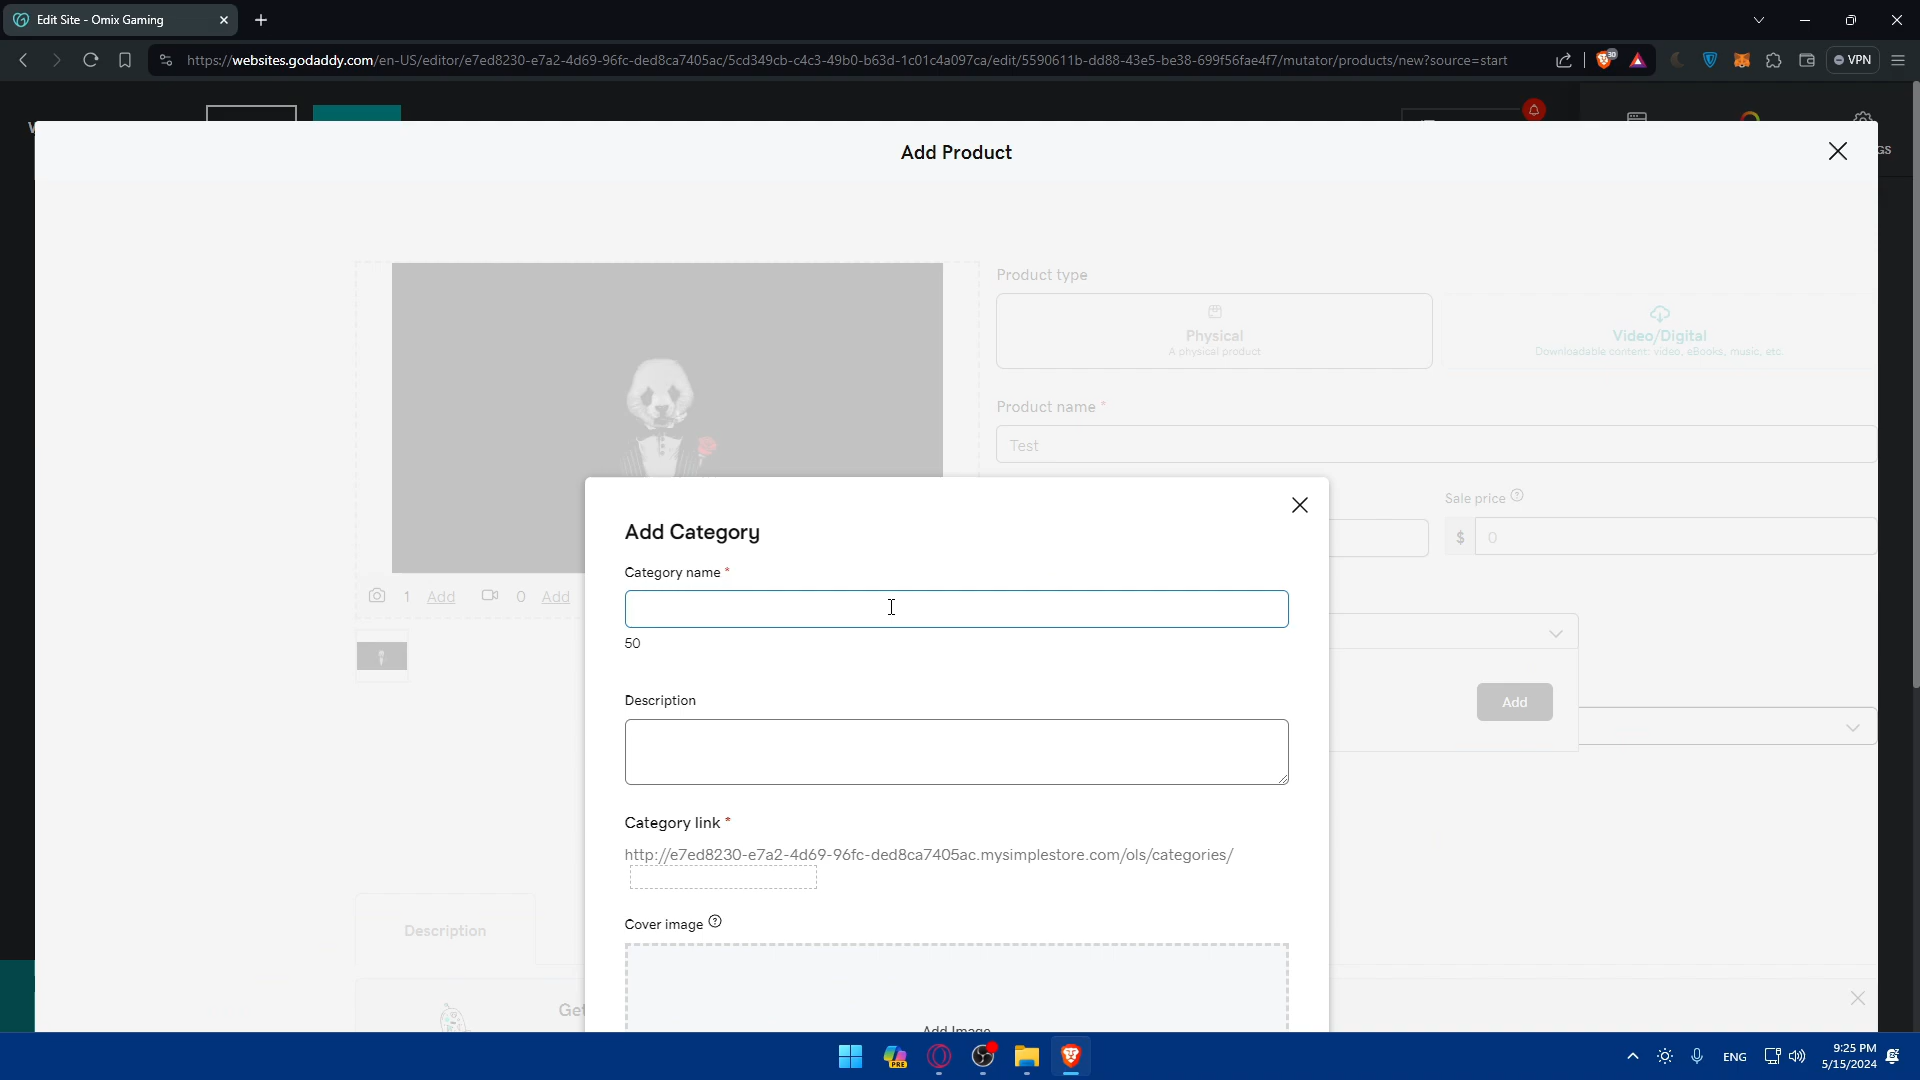 Edit Site - Omix Gaming
https://websites.godaddy.com/en-US/editor/e7ed8230-e7a2-4d69-96fc-ded8ca7405ac/5cd349cb-c4c3-49b0-b63d-1c01c4a097ca/edit/5590611b-dd88-43e5-be38-699f56fae4f7/mutator/products/new?source=start
30
VPN
Add Product
Product type
Physical
A physical product
Video/Digital
Downloadable content: video, eBooks, music, etc.
Product name *
Test
Sale price
$ 0
1 Add 0 Add
Add
Add Category
Category name *
50
Description
Category link *
http://e7ed8230-e7a2-4d69-96fc-ded8ca7405ac.mysimplestore.com/ols/categories/
Cover image
Add Image
Description
PRE
ENG
9:25 PM
5/15/2024